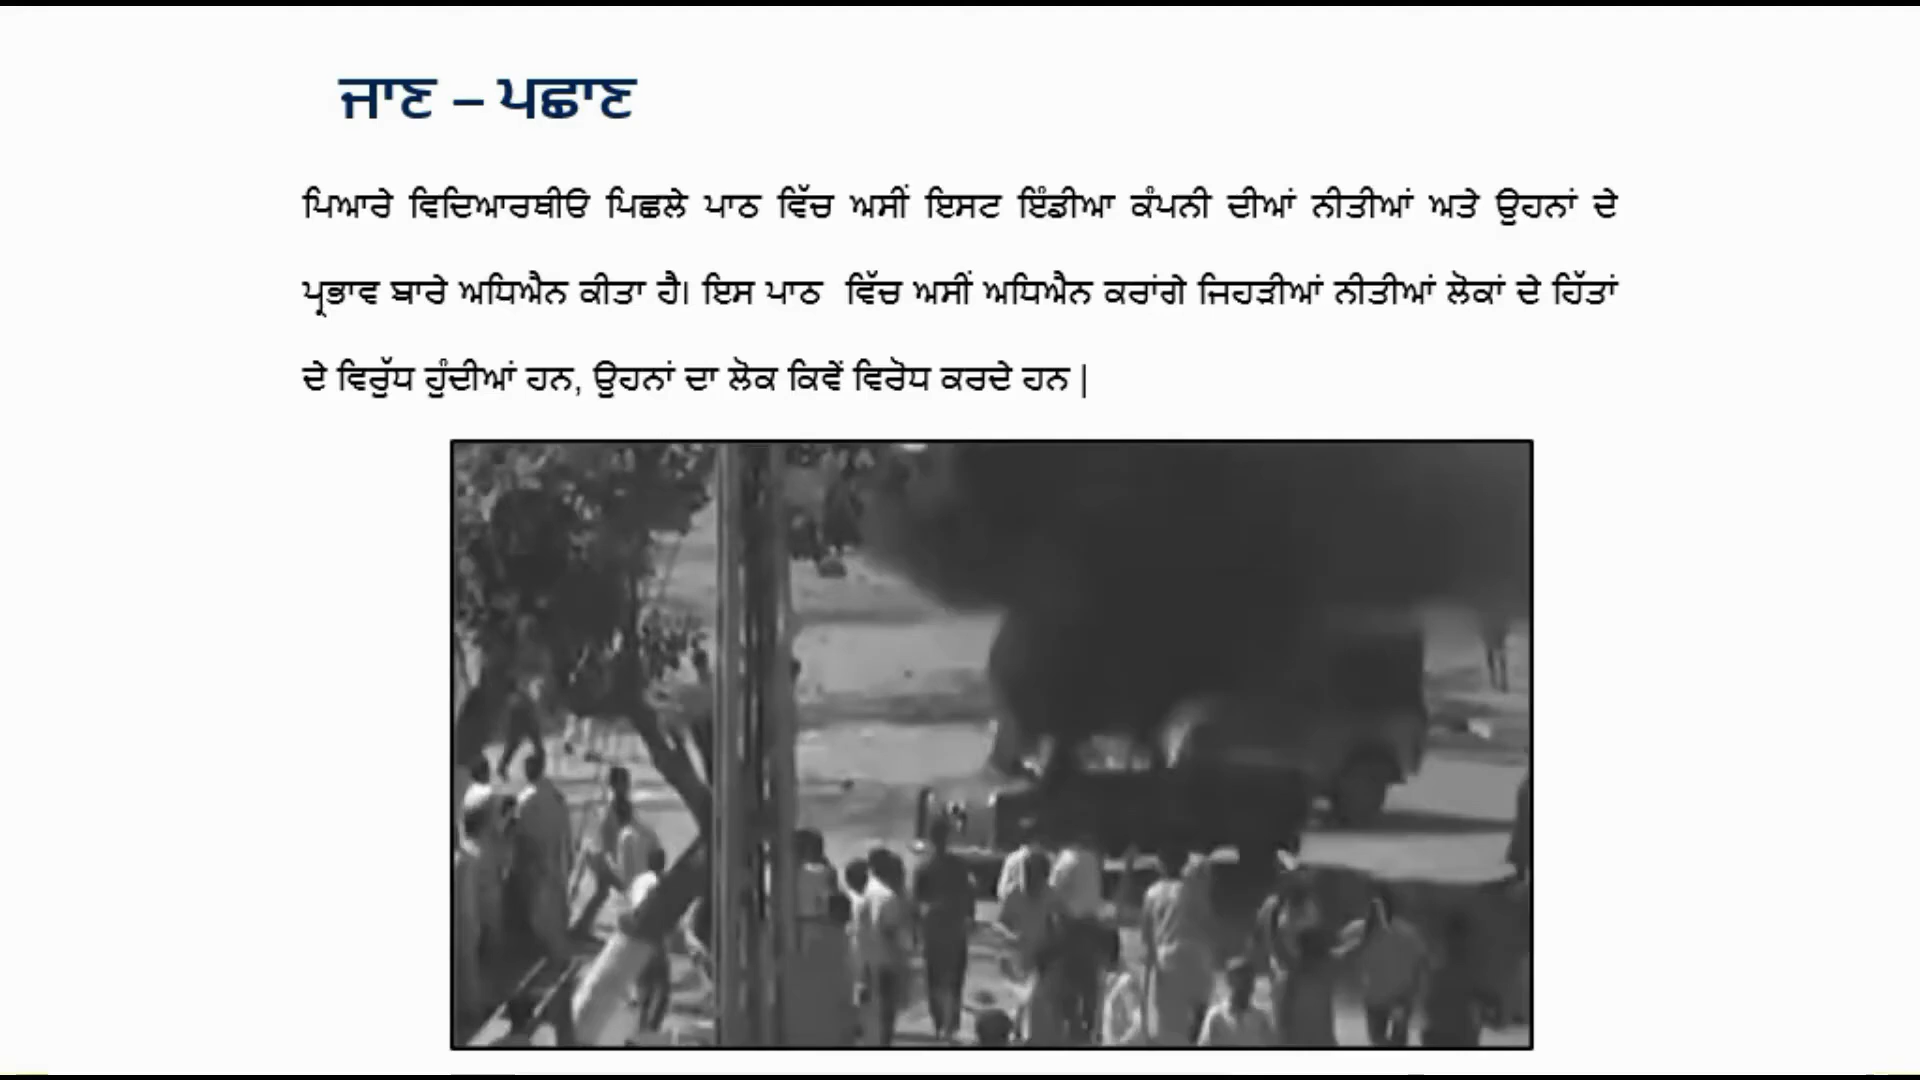 ਜਾਣ – ਪਛਾਣ
ਪਿਆਰੇ ਵਿਦਿਆਰਥੀਓ ਪਿਛਲੇ ਪਾਠ ਵਿੱਚ ਅਸੀਂ ਇਸਟ ਇੰਡੀਆ ਕੰਪਨੀ ਦੀਆਂ ਨੀਤੀਆਂ ਅਤੇ ਉਹਨਾਂ ਦੇ
ਪ੍ਰਭਾਵ ਬਾਰੇ ਅਧਿਐਨ ਕੀਤਾ ਹੈ। ਇਸ ਪਾਠ ਵਿੱਚ ਅਸੀਂ ਅਧਿਐਨ ਕਰਾਂਗੇ ਜਿਹੜੀਆਂ ਨੀਤੀਆਂ ਲੋਕਾਂ ਦੇ ਹਿੱਤਾਂ
ਦੇ ਵਿਰੁੱਧ ਹੁੰਦੀਆਂ ਹਨ, ਉਹਨਾਂ ਦਾ ਲੋਕ ਕਿਵੇਂ ਵਿਰੋਧ ਕਰਦੇ ਹਨ |